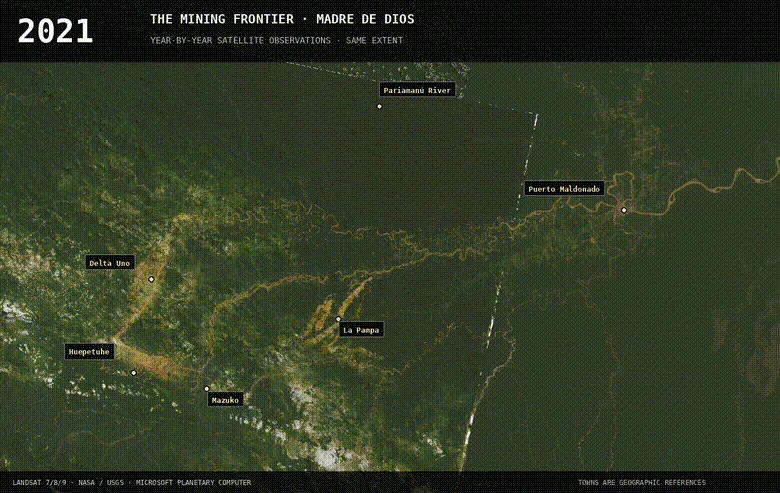 2021
THE MINING FRONTIER · MADRE DE DIOS
YEAR-BY-YEAR SATELLITE OBSERVATIONS · SAME EXTENT
Pariamanú River
Puerto Maldonado
Delta Uno
La Pampa
Huepetuhe
Mazuko
LANDSAT 7/8/9 · NASA / USGS · MICROSOFT PLANETARY COMPUTER
TOWNS ARE GEOGRAPHIC REFERENCES